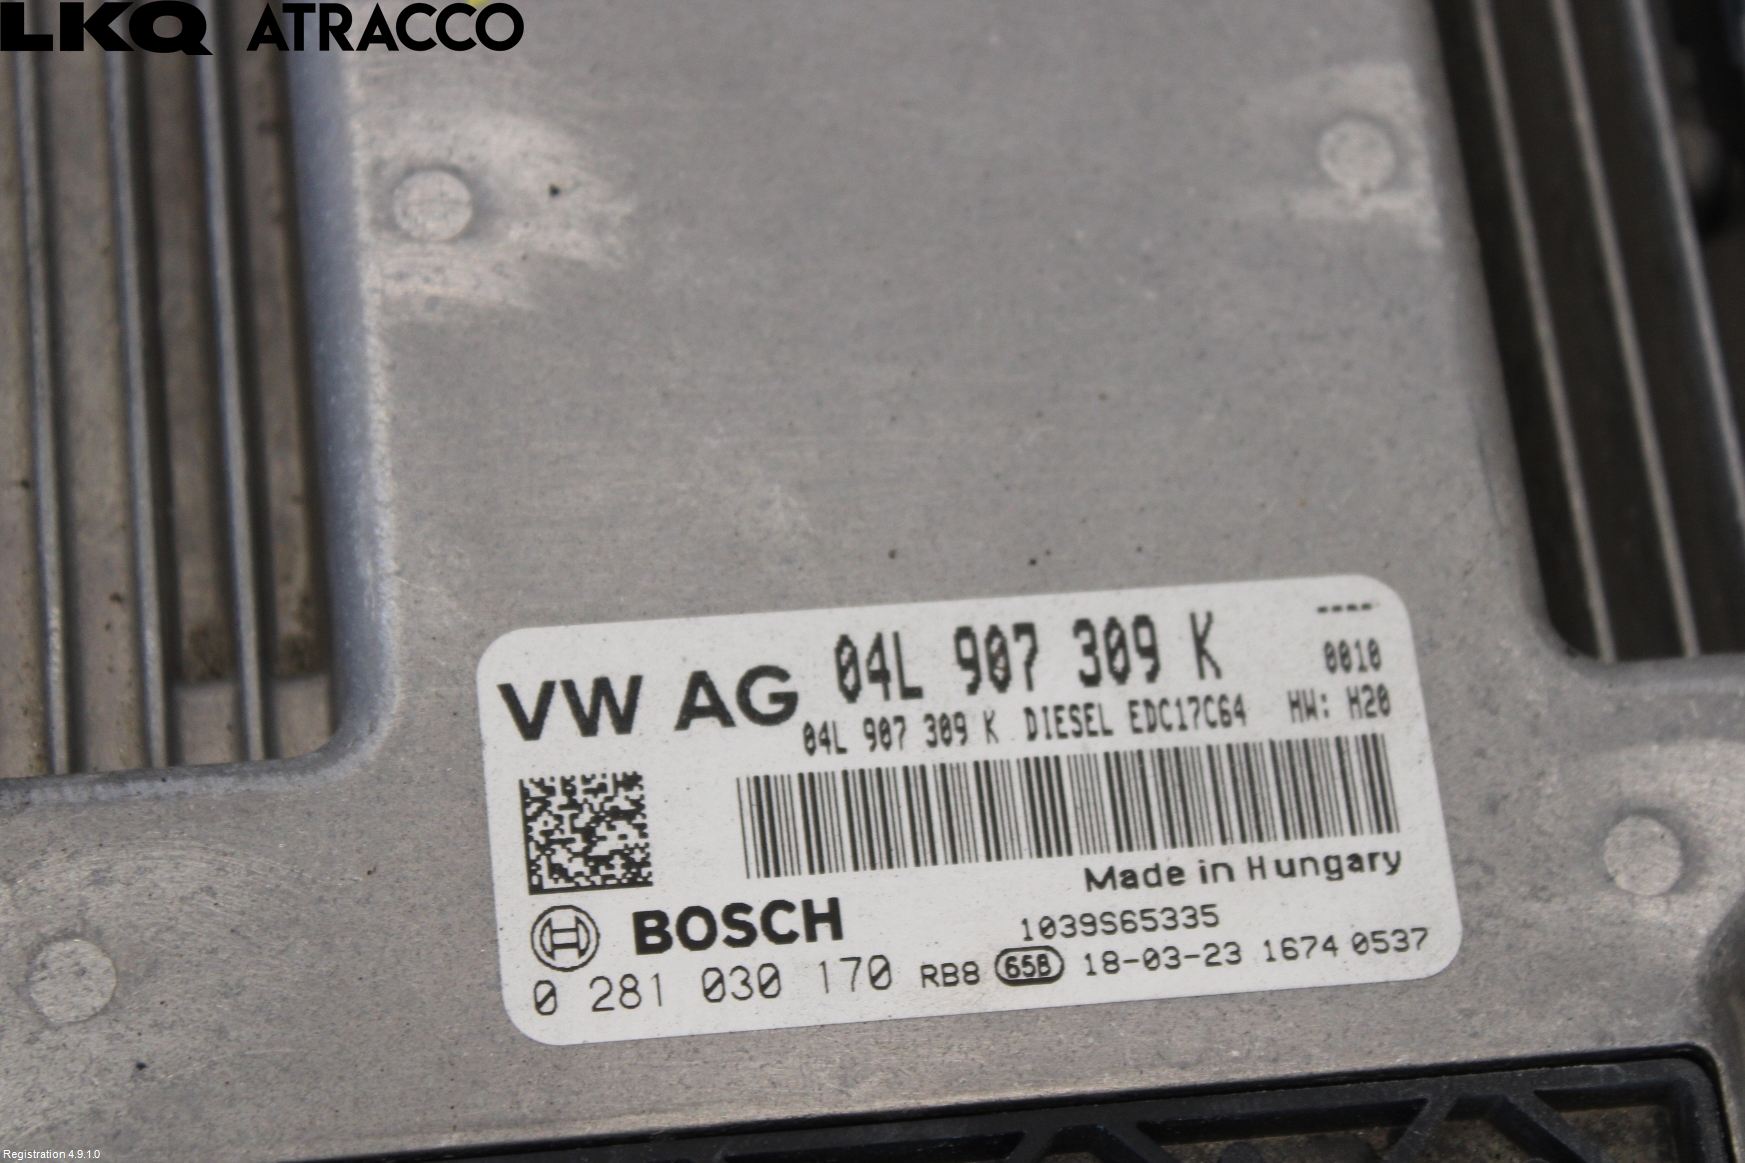 LKQ ATRACCO
VW AG 04L 907 309 K ----
0010
04L 907 309 K DIESEL EDC17C64 HW: H20
Made in Hungary
BOSCH 1039S65335
0 281 030 170 RB8 658 18-03-23 1674 0537
Registration 4.9.1.0